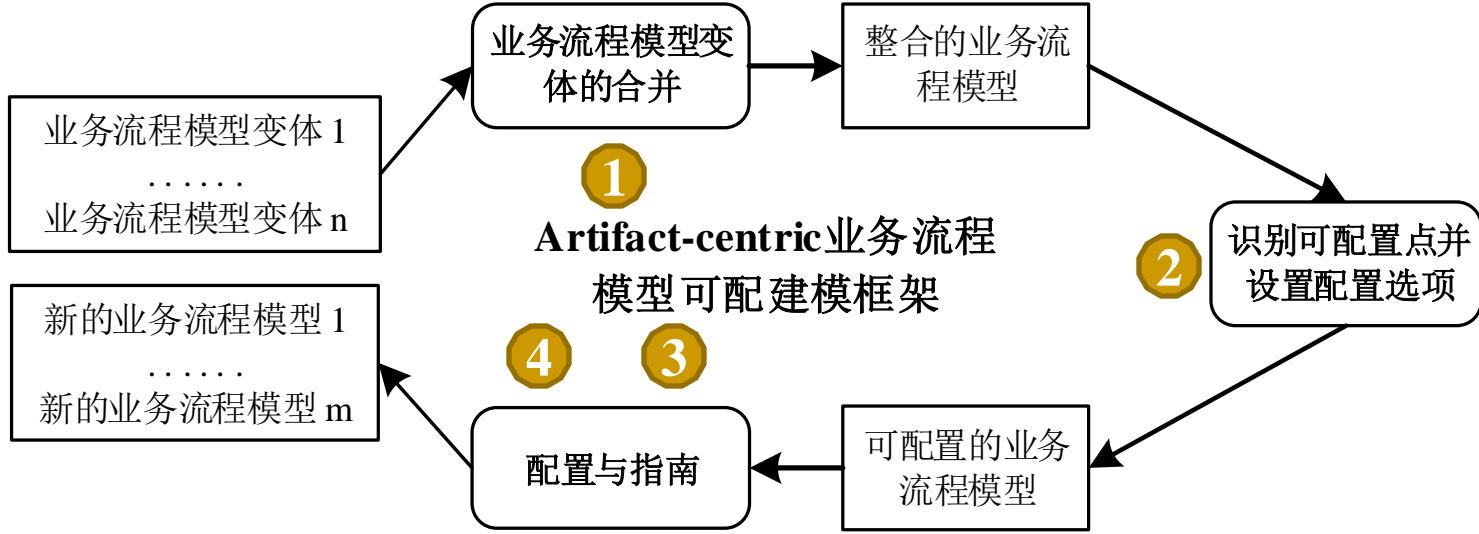 业务流程模型变
体的合并
整合的业务流
程模型
业务流程模型变体 1
......
业务流程模型变体 n
1
Artifact-centric业务流程
模型可配建模框架
2
识别可配置点并
设置配置选项
新的业务流程模型 1
......
新的业务流程模型 m
4
3
配置与指南
可配置的业务
流程模型